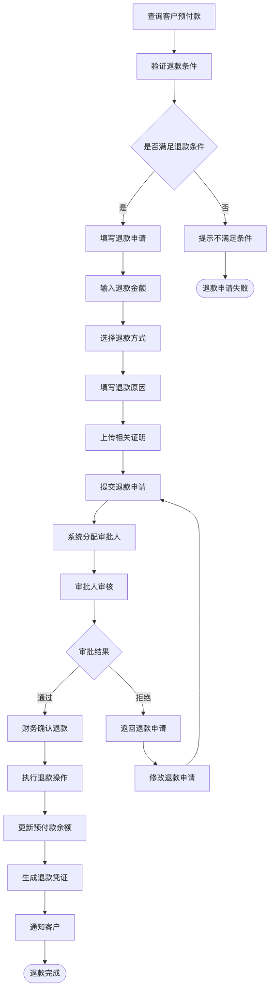 查询客户预付款
验证退款条件
是否满足退款条件
是
否
填写退款申请
提示不满足条件
输入退款金额
退款申请失败
选择退款方式
填写退款原因
上传相关证明
提交退款申请
系统分配审批人
审批人审核
审批结果
通过
拒绝
财务确认退款
返回退款申请
执行退款操作
修改退款申请
更新预付款余额
生成退款凭证
通知客户
退款完成